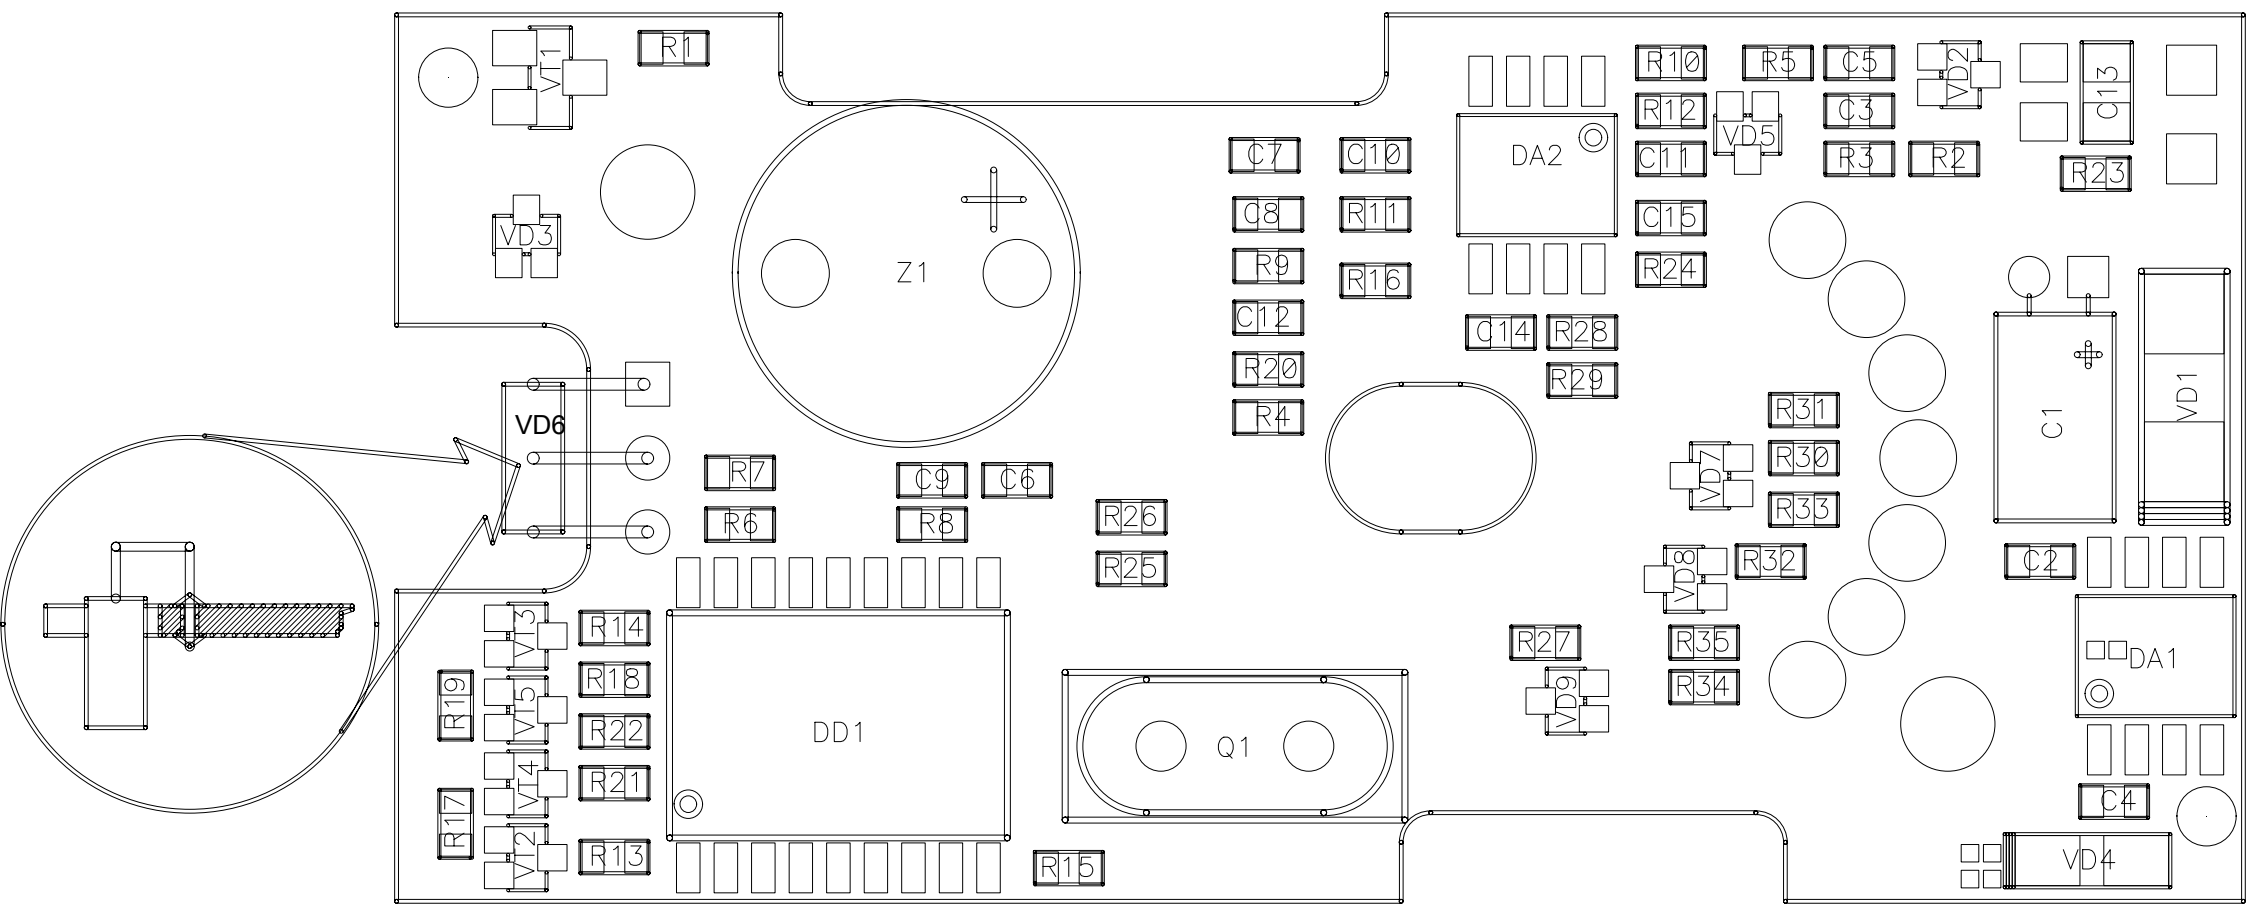 R1
VT1
R10
R5
C5
VD2
C13
R12
C3
VD5
DA2
C7
C10
C11
R3
R2
R23
C8
R11
C15
VD3
Z1
R9
R16
R24
C12
C14
R28
R20
R29
VD1
R4
R31
C1
VD6
R7
C9
C6
VD7
R30
R6
R8
R26
R33
R25
VD8
R32
C2
VT3
R14
R27
R35
DA1
R18
R19
VT5
VD9
R34
R22
DD1
Q1
VT4
R21
C4
R17
VT2
R13
R15
VD4